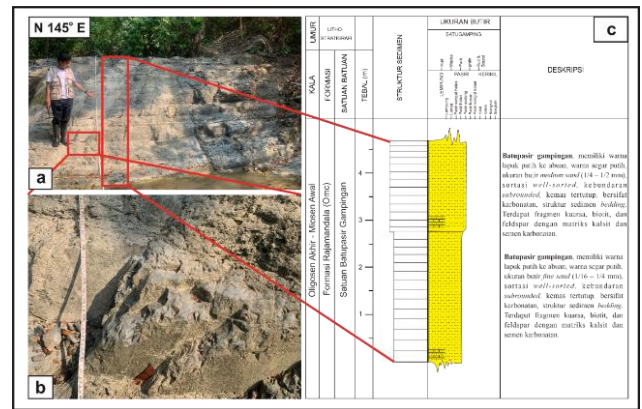 N 145° E
a
b
c
UMUR
LITHO
STRATIGRAFI
KALA
FORMASI
SATUAN BATUAN
TEBAL (m)
STRUKTUR SEDIMEN
UKURAN BUTIR
SATUGAMPING
LEMPUNG
PASIR
KERIKIL
DESKRIPSI
Oligosen Akhir - Miosen Awal
Formasi Rajamandala (Omc)
Satuan Batupasir Gampingan
4
3
2
1
Batupasir gampingan, memiliki warna
lapuk putih ke abuan, warna segar putih,
ukuran butir medium sand (1/4 – 1/2 mm),
sortasi well-sorted, kebundaran
subrounded, kemas tertutup, bersifat
karbonatan, struktur sedimen bedding.
Terdapat fragmen kuarsa, biotit, dan
feldspar dengan matriks kalsit dan
semen karbonatan.
Batupasir gampingan, memiliki warna
lapuk putih ke abuan, warna segar putih,
ukuran butir fine sand (1/16 – 1/4 mm),
sortasi well-sorted, kebundaran
subrounded, kemas tertutup, bersifat
karbonatan, struktur sedimen bedding.
Terdapat fragmen kuarsa, biotit, dan
feldspar dengan matriks kalsit dan
semen karbonatan.